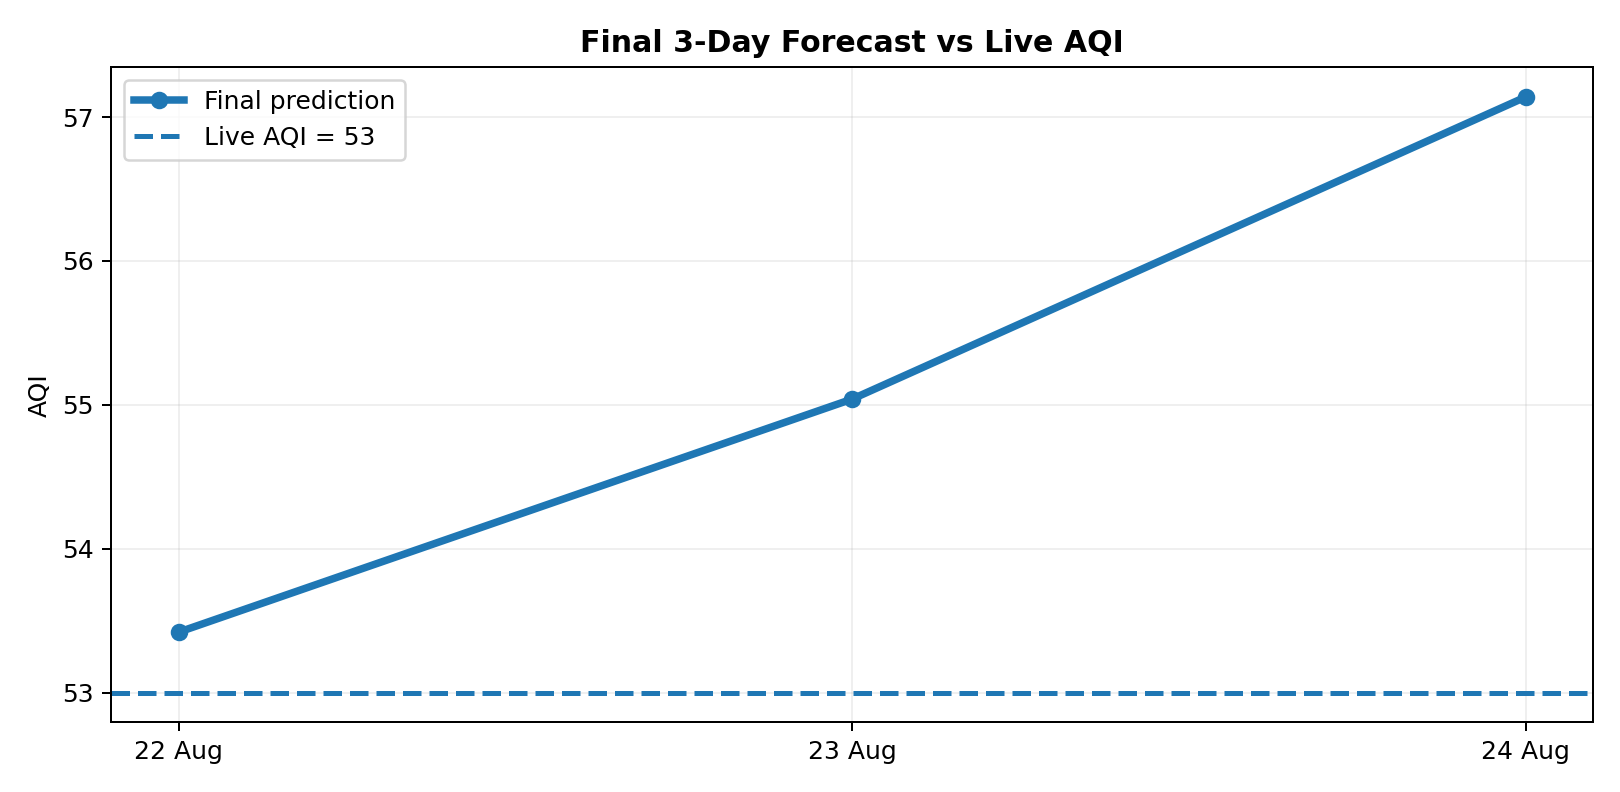 Final 3-Day Forecast vs Live AQI
Final prediction
Live AQI = 53
57
56
55
54
53
AQI
22 Aug
23 Aug
24 Aug